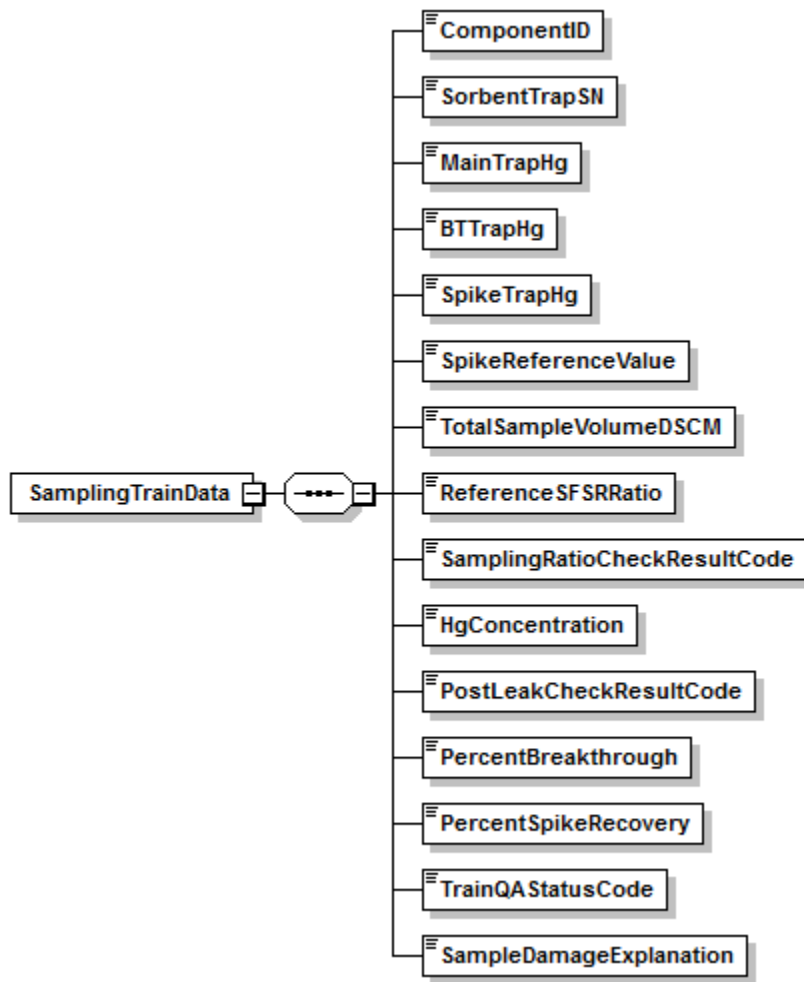 ComponentID
SorbentTrapSN
MainTrapHg
BTTrapHg
SpikeTrapHg
SpikeReferenceValue
TotalSampleVolumeDSCM
SamplingTrainData
ReferenceSFSRRatio
SamplingRatioCheckResultCode
HgConcentration
PostLeakCheckResultCode
PercentBreakthrough
PercentSpikeRecovery
TrainQAStatusCode
SampleDamageExplanation